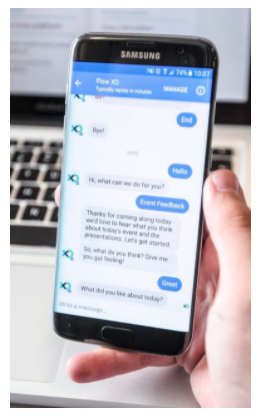 SAMSUNG
74% 10:07
Flow XO
Typically replies in minutes
MANAGE
End
Bye!
Hello
Hi, what can we do for you?
Event Feedback
Thanks for coming along today -
we'd love to hear what you think
about today's event and the
presentations. Let's get started.
So, what do you think? Give me
you gut feeling!
Great
What did you like about today?
Write a message...